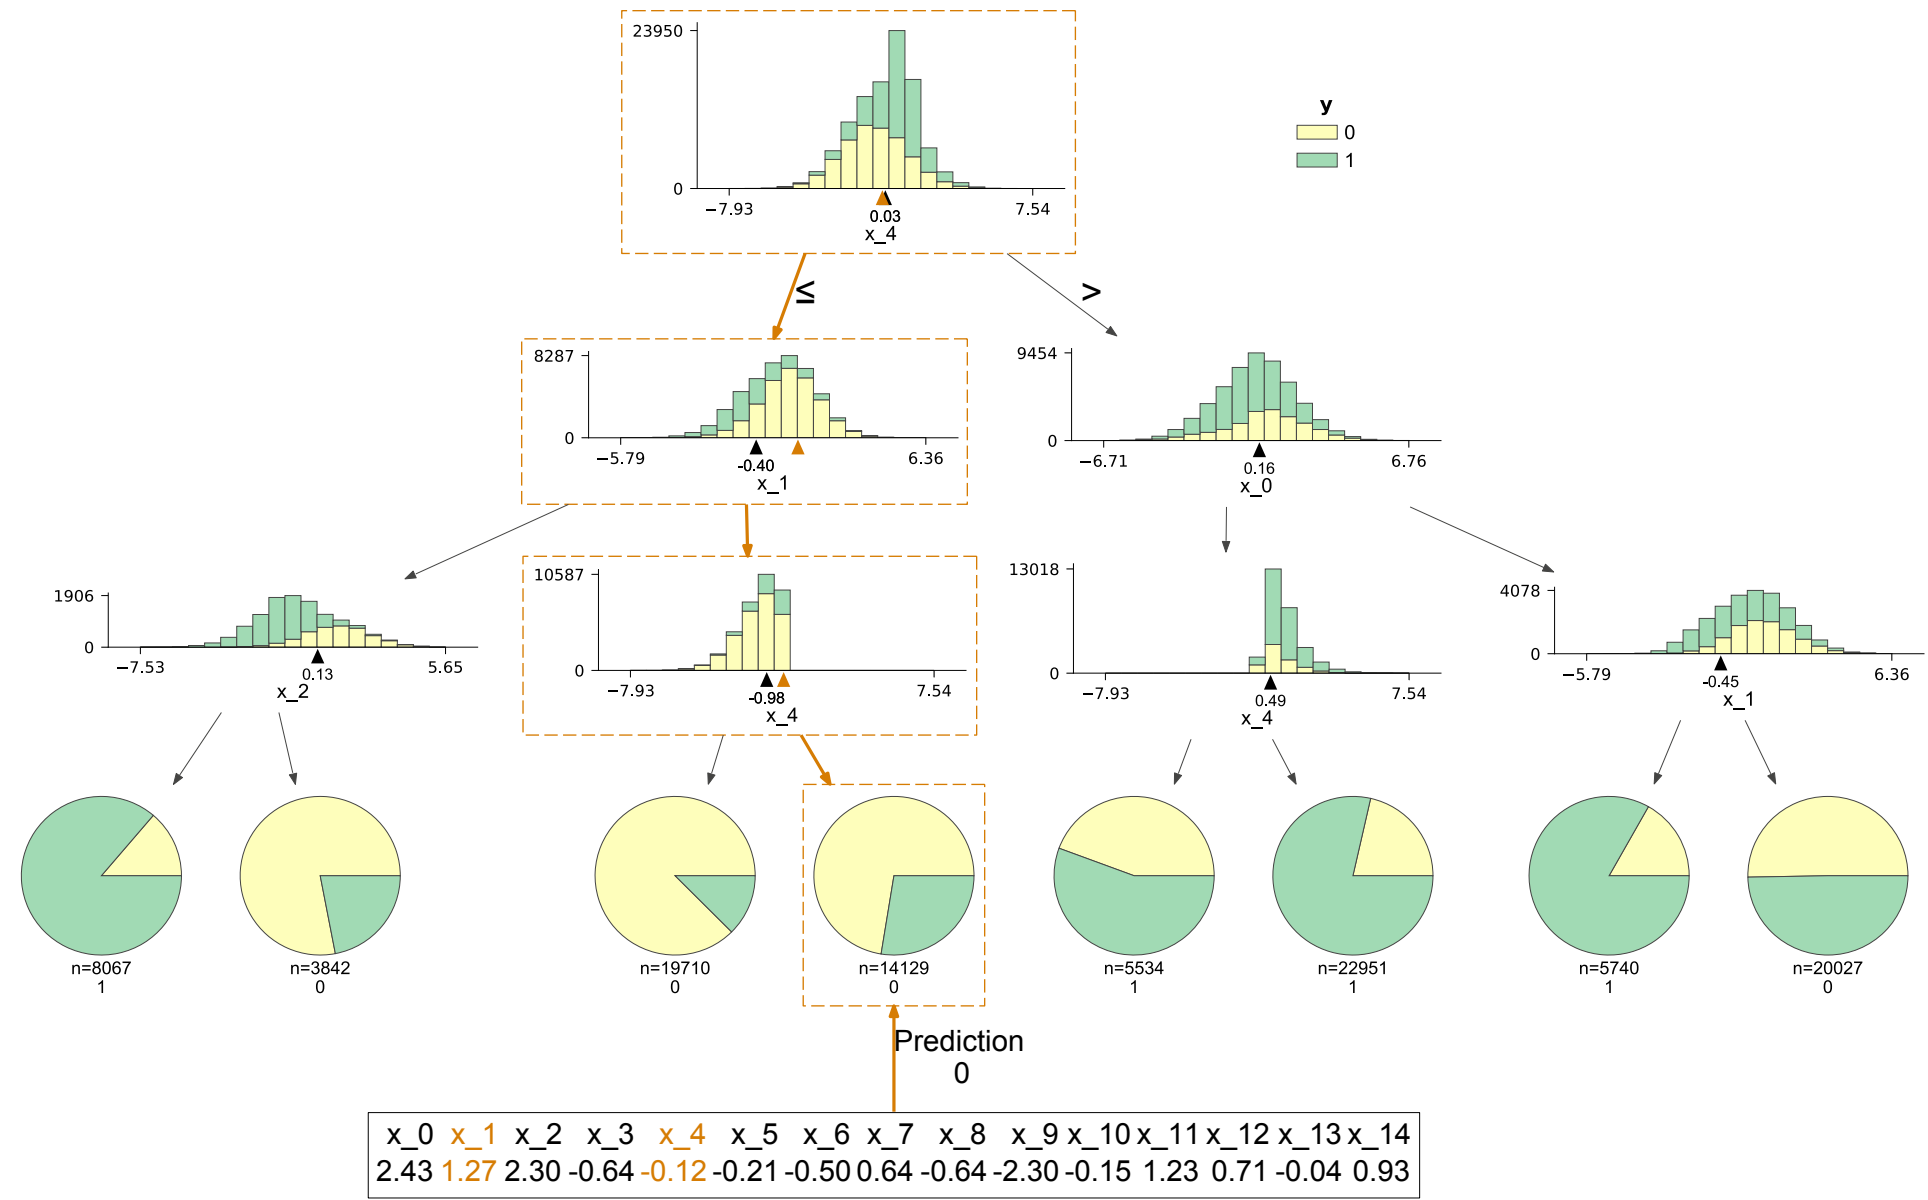 23950
0
−7.93
0.03
7.54
x_4
y
0
1
≤
>
8287
0
−5.79
-0.40
6.36
x_1
9454
0
−6.71
0.16
6.76
x_0
1906
0
−7.53
0.13
5.65
x_2
10587
0
−7.93
-0.98
7.54
x_4
13018
0
−7.93
0.49
7.54
x_4
4078
0
−5.79
-0.45
6.36
x_1
n=8067
1
n=3842
0
n=19710
0
n=14129
0
n=5534
1
n=22951
1
n=5740
1
n=20027
0
Prediction
0
x_0 x_1 x_2 x_3 x_4 x_5 x_6 x_7 x_8 x_9 x_10 x_11 x_12 x_13 x_14
2.43 1.27 2.30 -0.64 -0.12 -0.21 -0.50 0.64 -0.64 -2.30 -0.15 1.23 0.71 -0.04 0.93